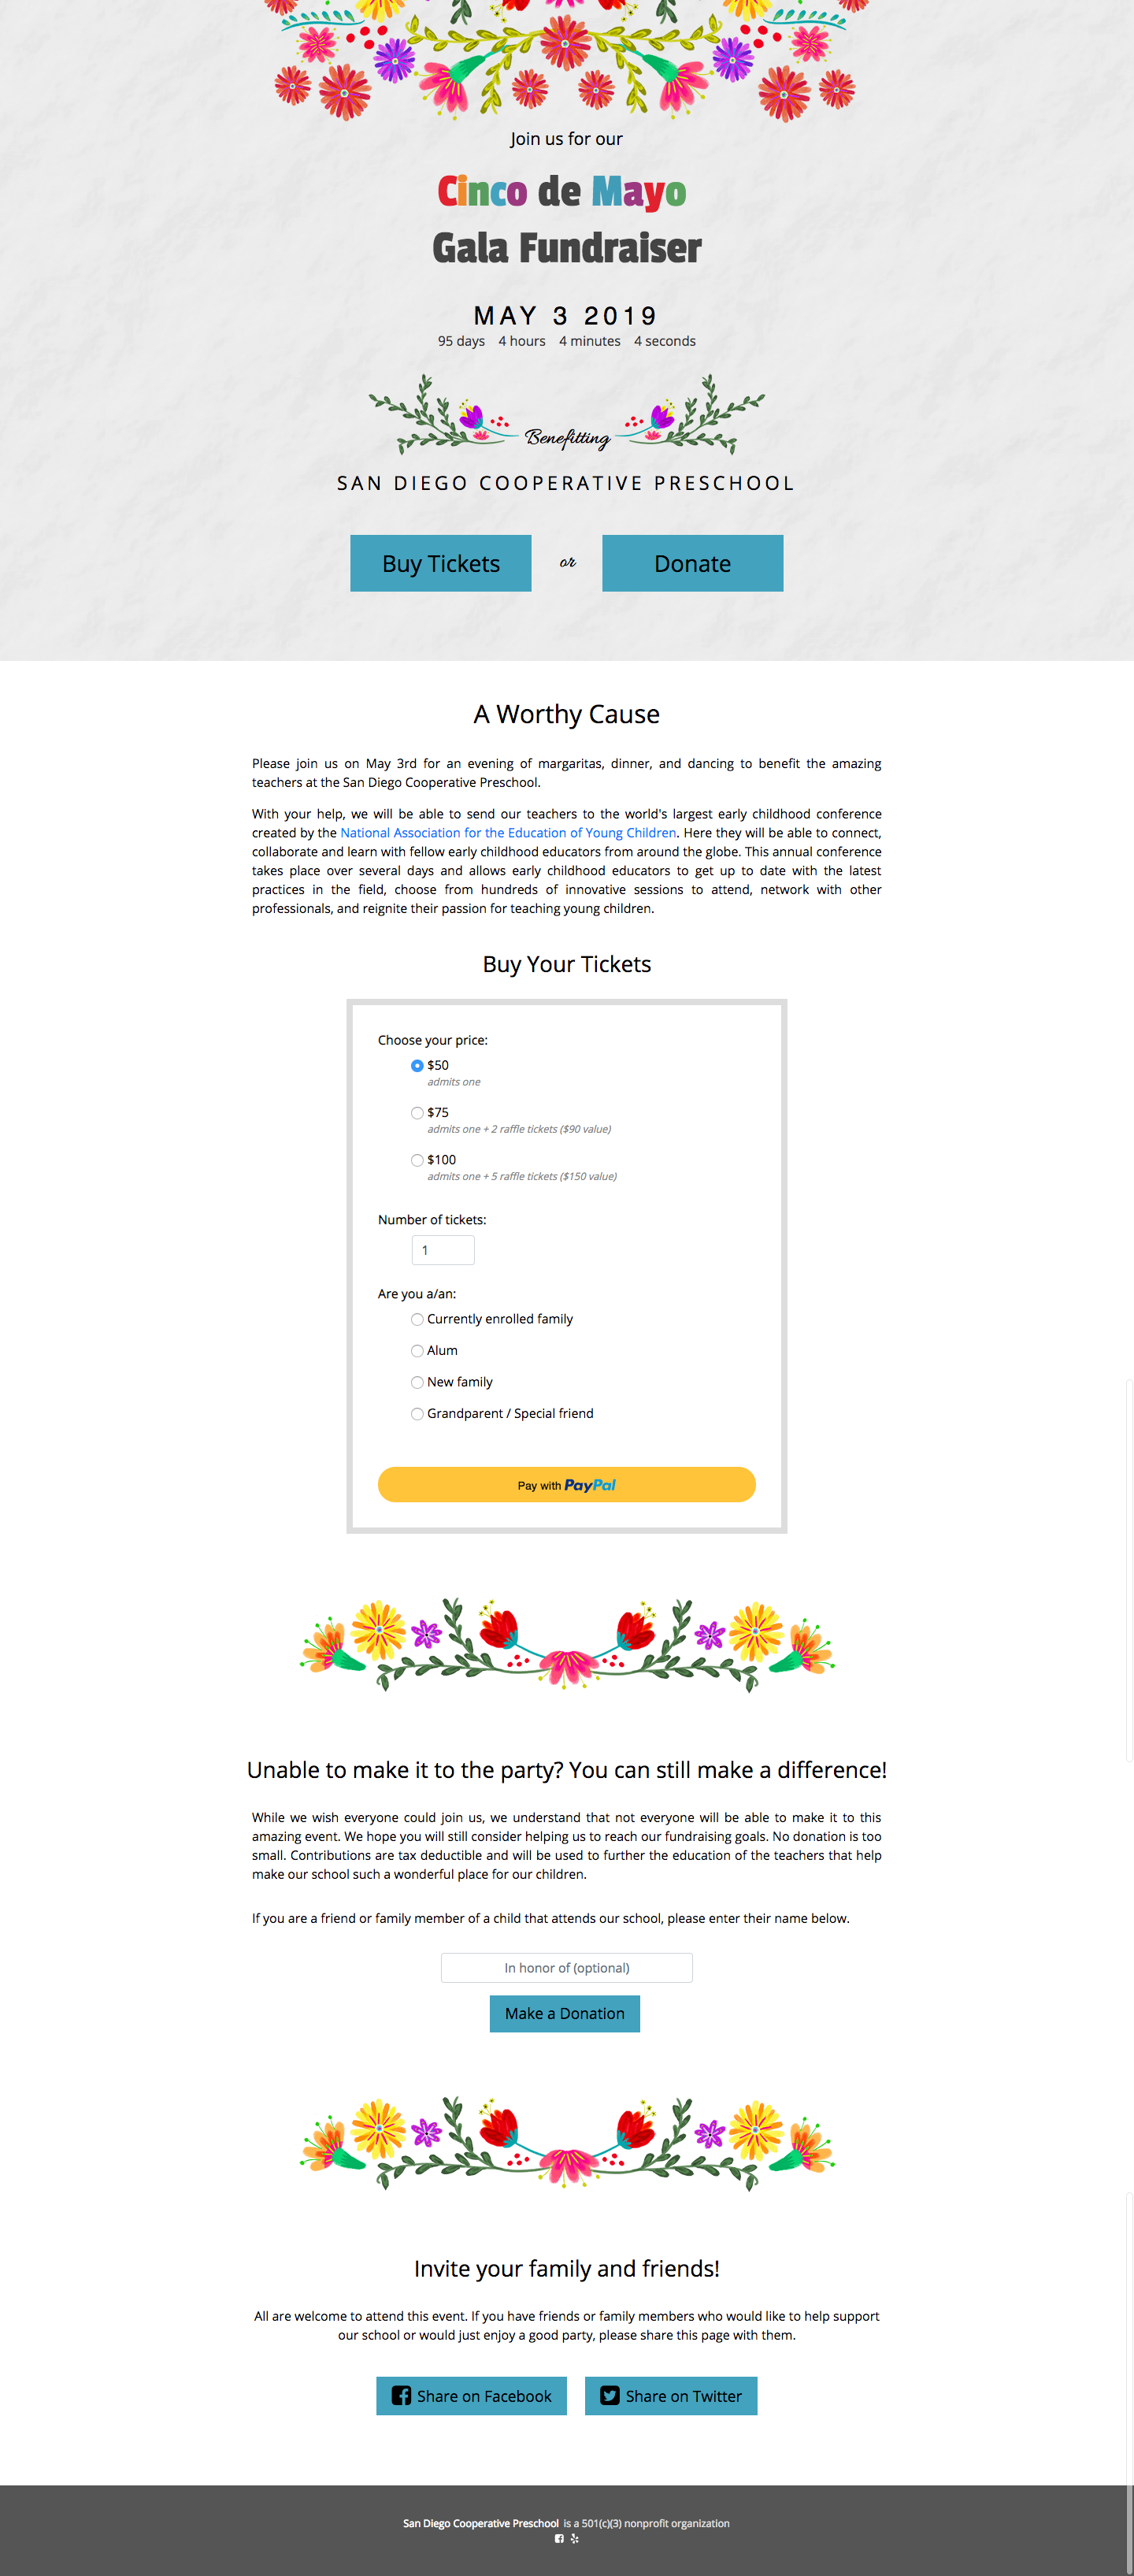 Join us for our
Cinco de Mayo
Gala Fundraiser
MAY 3 2019
95 days 4 hours 4 minutes 4 seconds
Benefitting
SAN DIEGO COOPERATIVE PRESCHOOL
Buy Tickets or Donate
A Worthy Cause
Please join us on May 3rd for an evening of margaritas, dinner, and dancing to benefit the amazing
teachers at the San Diego Cooperative Preschool.
With your help, we will be able to send our teachers to the world's largest early childhood conference
created by the National Association for the Education of Young Children. Here they will be able to connect,
collaborate and learn with fellow early childhood educators from around the globe. This annual conference
takes place over several days and allows early childhood educators to get up to date with the latest
practices in the field, choose from hundreds of innovative sessions to attend, network with other
professionals, and reignite their passion for teaching young children.
Buy Your Tickets
Choose your price:
$50
admits one
$75
admits one + 2 raffle tickets ($90 value)
$100
admits one + 5 raffle tickets ($150 value)
Number of tickets:
1
Are you a/an:
Currently enrolled family
Alum
New family
Grandparent / Special friend
Pay with PayPal
Unable to make it to the party? You can still make a difference!
While we wish everyone could join us, we understand that not everyone will be able to make it to this
amazing event. We hope you will still consider helping us to reach our fundraising goals. No donation is too
small. Contributions are tax deductible and will be used to further the education of the teachers that help
make our school such a wonderful place for our children.
If you are a friend or family member of a child that attends our school, please enter their name below.
In honor of (optional)
Make a Donation
Invite your family and friends!
All are welcome to attend this event. If you have friends or family members who would like to help support
our school or would just enjoy a good party, please share this page with them.
Share on Facebook Share on Twitter
San Diego Cooperative Preschool is a 501(c)(3) nonprofit organization